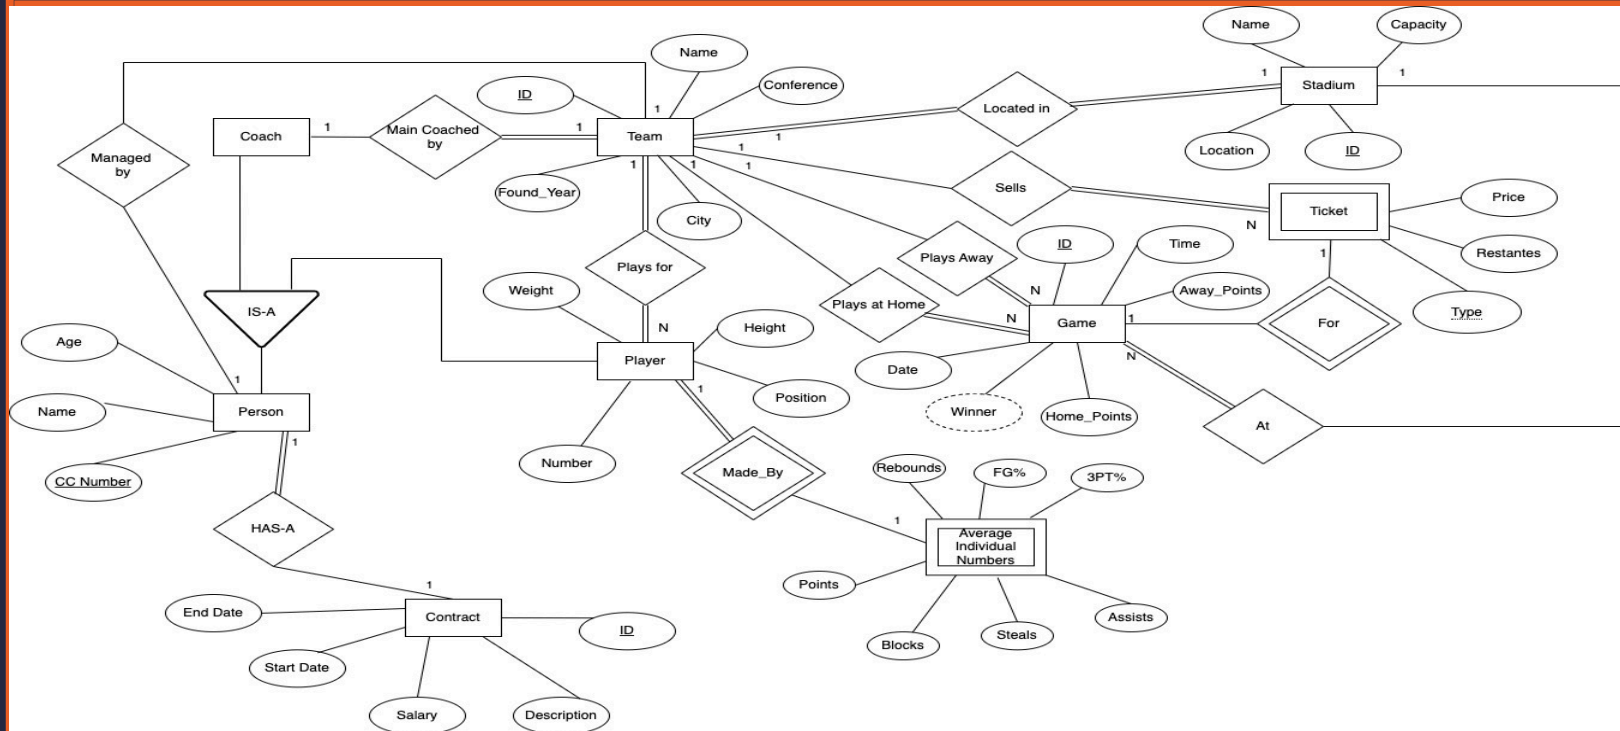 Name
Capacity
Name
ID
Conference
1
Stadium
1
1
Located in
Coach
1
Main Coached
by
1
Team
1
1
Managed
by
Location
ID
1
1
1
1
Found_Year
City
Sells
Ticket
N
Price
Restantes
Type
1
Plays for
Plays Away
ID
Time
Away_Points
N
Plays at Home
N
Game
1
For
N
Weight
IS-A
N
Height
Player
Date
Age
1
Position
1
Winner
Home_Points
At
Name
Person
1
Number
Made_By
CC Number
Rebounds
FG%
3PT%
HAS-A
1
Average
Individual
Numbers
Points
Assists
Steals
Blocks
1
End Date
Contract
ID
Start Date
Salary
Description